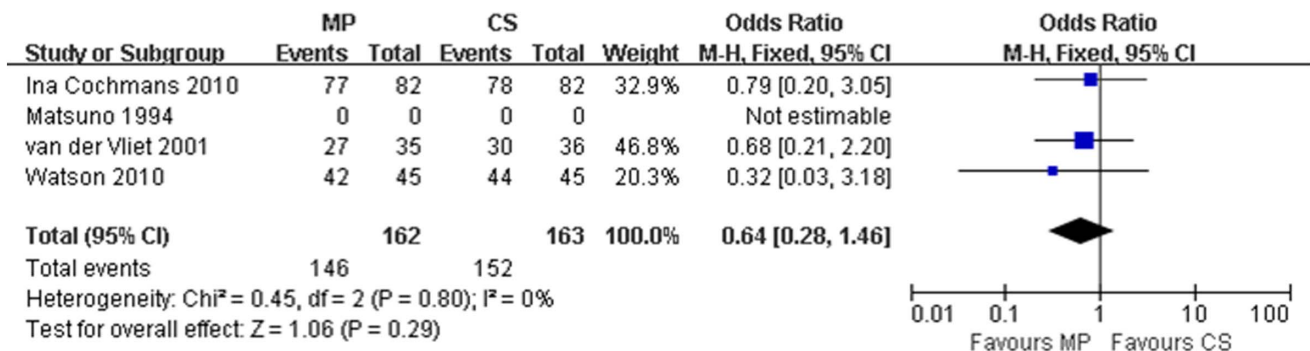 MP CS Odds Ratio Odds Ratio
Study or Subgroup Events Total Events Total Weight M-H, Fixed, 95% CI M-H, Fixed, 95% CI
Ina Cochmans 2010 77 82 78 82 32.9% 0.79 [0.20, 3.05]
Matsuno 1994 0 0 0 0 Not estimable
van der Vliet 2001 27 35 30 36 46.8% 0.68 [0.21, 2.20]
Watson 2010 42 45 44 45 20.3% 0.32 [0.03, 3.18]
Total (95% CI) 162 163 100.0% 0.64 [0.28, 1.46]
Total events 146 152
Heterogeneity: Chi² = 0.45, df = 2 (P = 0.80); I² = 0%
Test for overall effect: Z = 1.06 (P = 0.29)
0.01 0.1 1 10 100
Favours MP Favours CS